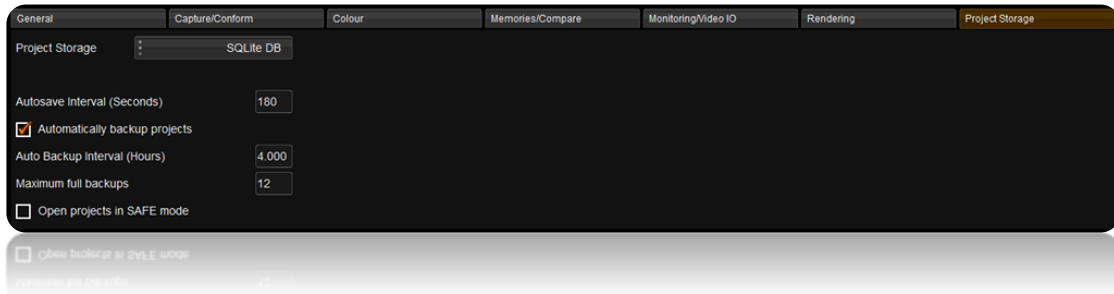 General Capture/Conform Colour Memories/Compare Monitoring/Video IO Rendering Project Storage
Project Storage SQLite DB
Autosave Interval (Seconds) 180
Automatically backup projects
Auto Backup Interval (Hours) 4.000
Maximum full backups 12
Open projects in SAFE mode